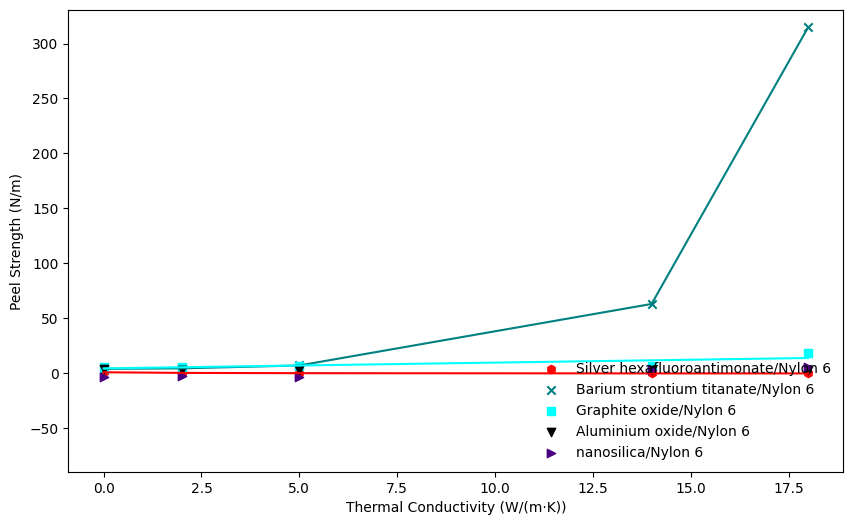 300
250
200
150
100
50
0
−50
Peel Strength (N/m)
Silver hexafluoroantimonate/Nylon 6
Barium strontium titanate/Nylon 6
Graphite oxide/Nylon 6
Aluminium oxide/Nylon 6
nanosilica/Nylon 6
0.0 2.5 5.0 7.5 10.0 12.5 15.0 17.5
Thermal Conductivity (W/(m·K))